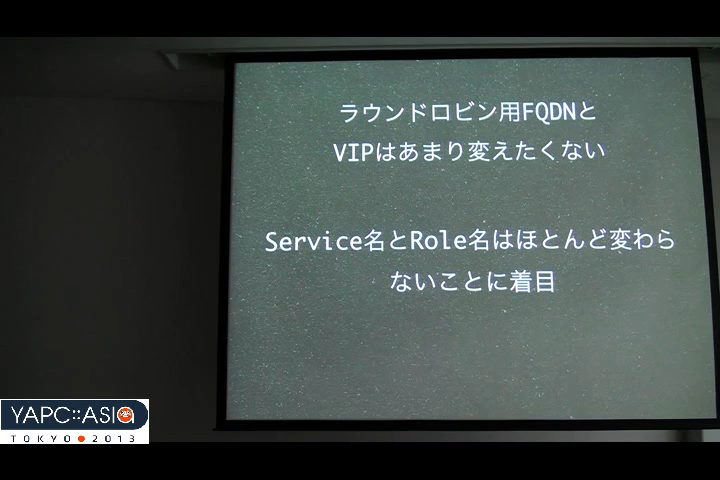 ラウンドロビン用FQDNと
VIPはあまり変えたくない
Service名とRole名はほとんど変わら
ないことに着目
YAPC::ASIA
TOKYO 2013